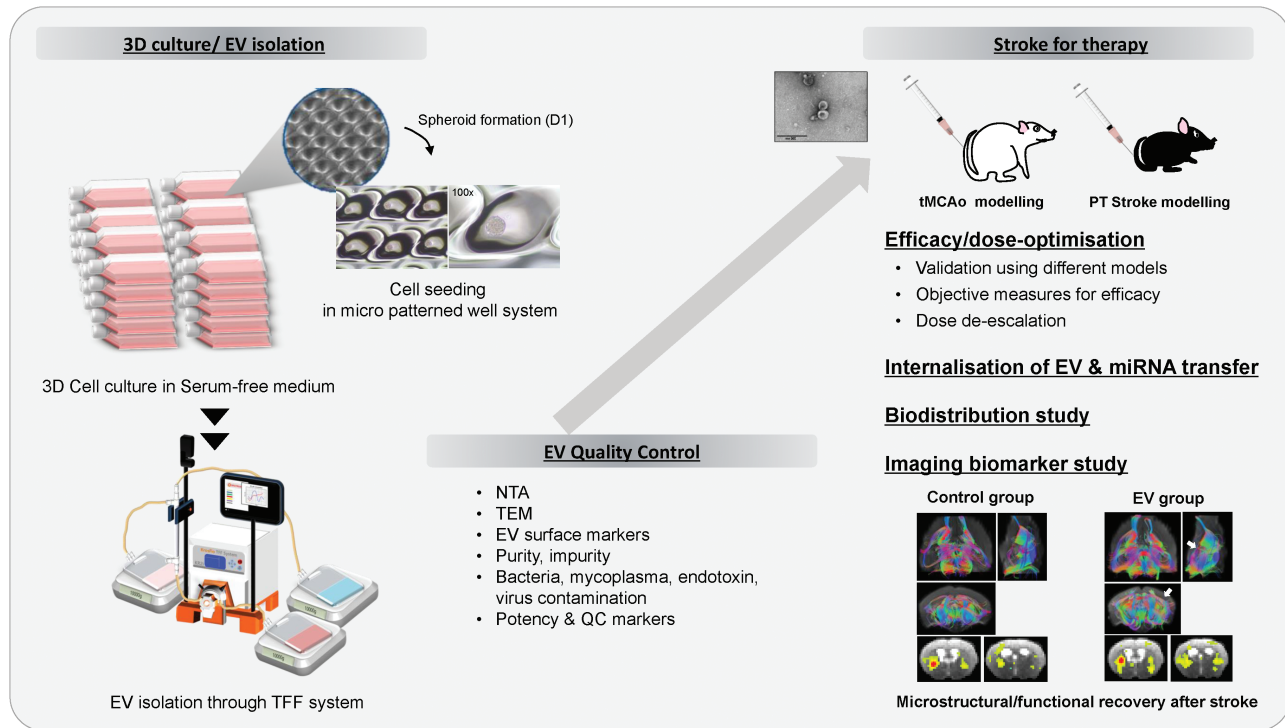 3D culture/ EV isolation
Spheroid formation (D1)
100x
Cell seeding
in micro patterned well system
3D Cell culture in Serum-free medium
EV isolation through TFF system
EV Quality Control
• NTA
• TEM
• EV surface markers
• Purity, impurity
• Bacteria, mycoplasma, endotoxin,
virus contamination
• Potency & QC markers
Stroke for therapy
tMCAo modelling
PT Stroke modelling
Efficacy/dose-optimisation
• Validation using different models
• Objective measures for efficacy
• Dose de-escalation
Internalisation of EV & miRNA transfer
Biodistribution study
Imaging biomarker study
Control group
EV group
Microstructural/functional recovery after stroke